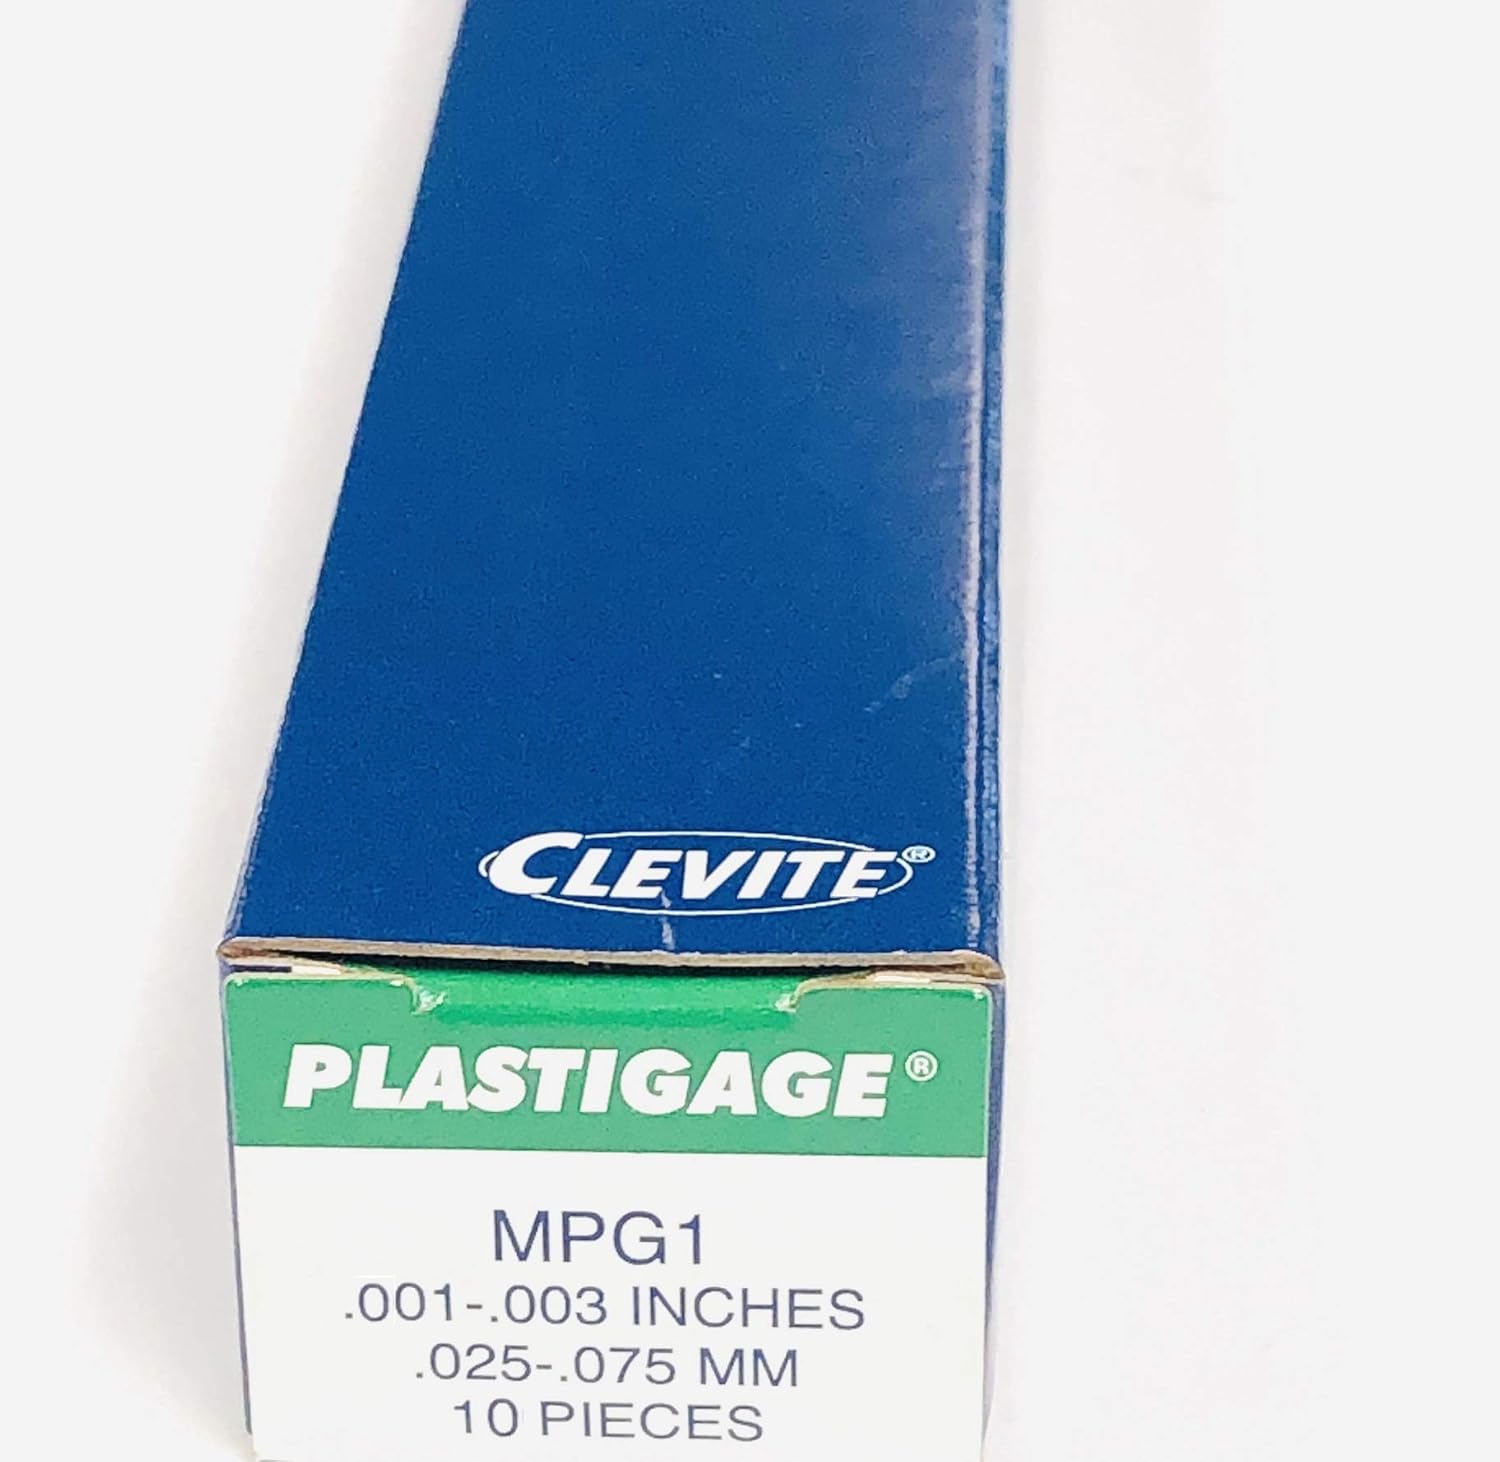 CLEVITE®
PLASTIGAGE®
MPG1
.001-.003 INCHES
.025-.075 MM
10 PIECES